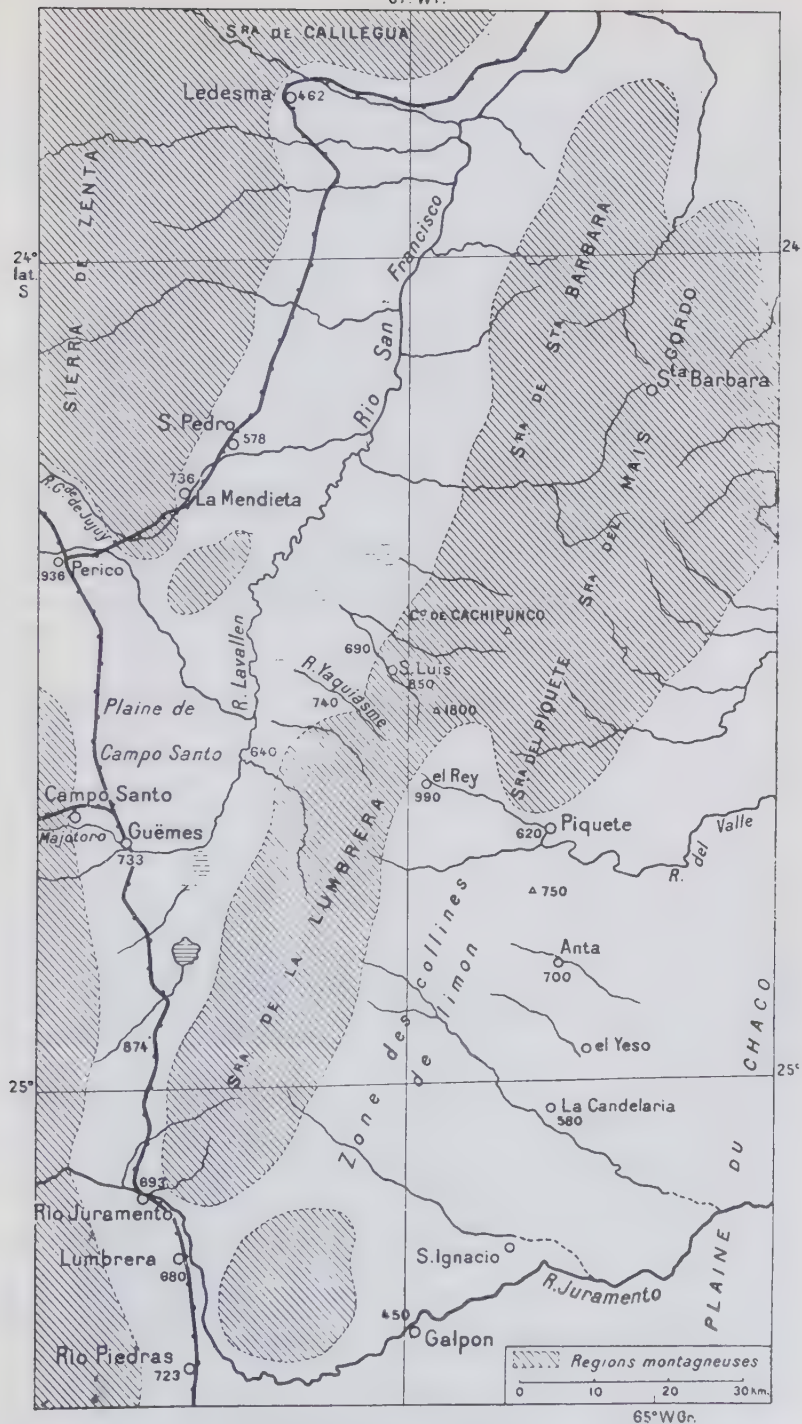 SRA DE CALILEGUA
Ledesma
462
SIERRA DE ZENTA
24°
lat.
S
24
Rio San Francisco
SRA DE STA BARBARA
SRA DEL MAIS GORDO
Sta Barbara
S. Pedro
578
736
La Mendieta
R. Gde de Jujuy
936
Perico
R. Lavallen
Co DE CACHIPUNCO
690
S. Luis
850
R. Yaquiasme
740
1800
SRA DEL PIQUETE
Plaine de
Campo Santo
640
el Rey
990
Campo Santo
Mojotoro
Guëmes
733
620
Piquete
R. del Valle
SRA DE LA LUMBRERA
750
Anta
700
Zone des collines
de limon
el Yeso
874
25°
25°
La Candelaria
580
PLAINE DU CHACO
693
Rio Juramento
Lumbrera
680
S. Ignacio
R. Juramento
450
Galpon
Rio Piedras
723
Regions montagneuses
0 10 20 30 km.
65° W Gr.